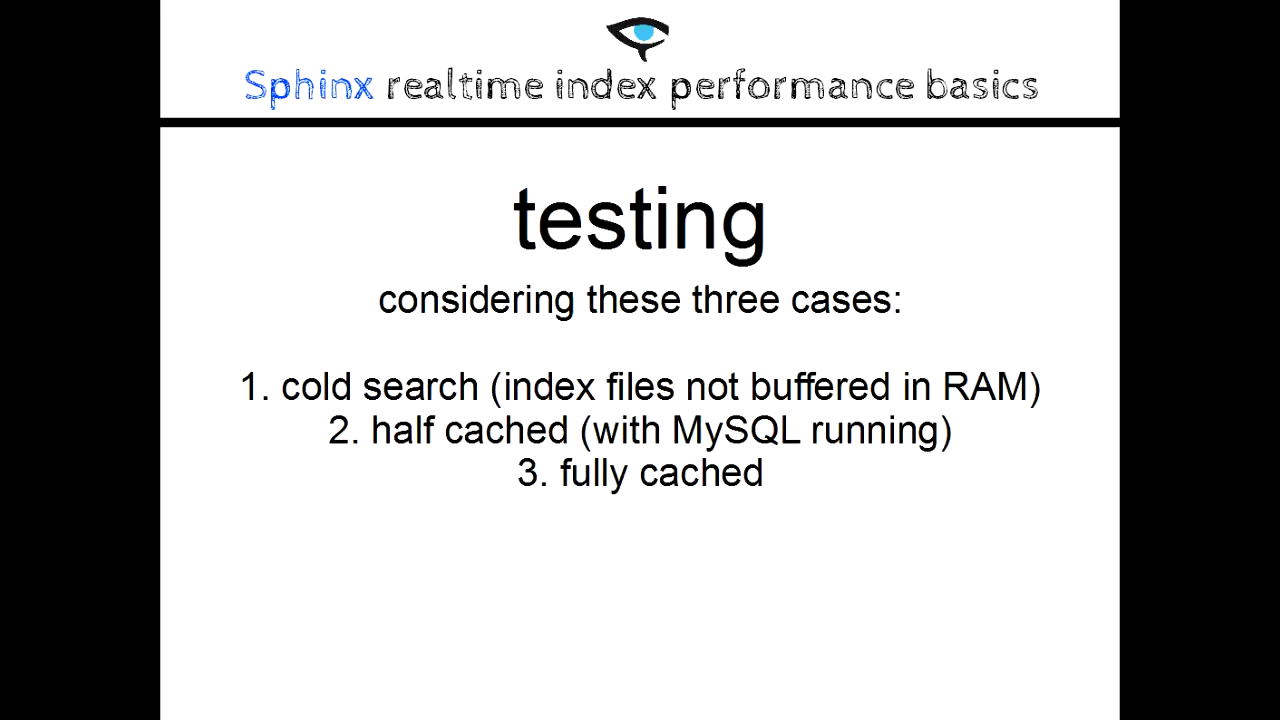 Sphinx realtime index performance basics
testing
considering these three cases:
1. cold search (index files not buffered in RAM)
2. half cached (with MySQL running)
3. fully cached